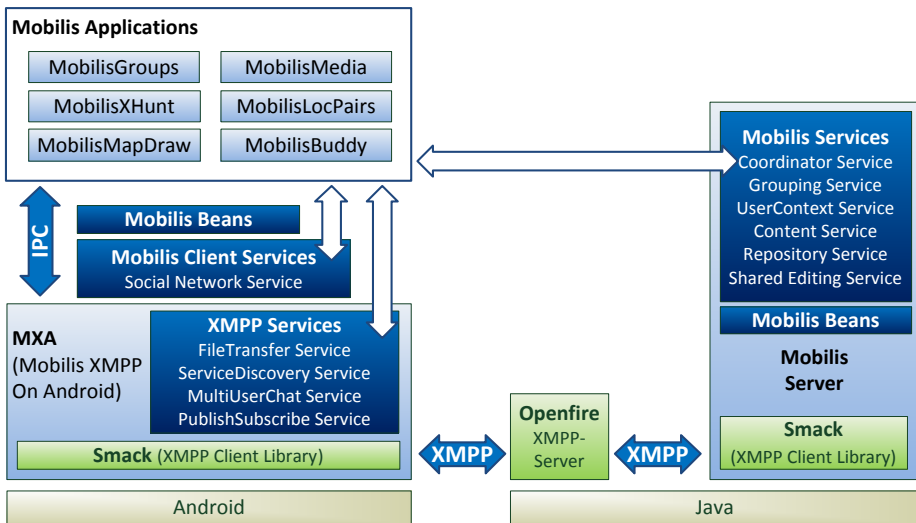 Mobilis Applications
MobilisGroups
MobilisMedia
MobilisXHunt
MobilisLocPairs
MobilisMapDraw
MobilisBuddy
IPC
Mobilis Beans
Mobilis Client Services
Social Network Service
MXA
(Mobilis XMPP
On Android)
XMPP Services
FileTransfer Service
ServiceDiscovery Service
MultiUserChat Service
PublishSubscribe Service
Smack (XMPP Client Library)
XMPP
Openfire
XMPP-
Server
XMPP
Mobilis Services
Coordinator Service
Grouping Service
UserContext Service
Content Service
Repository Service
Shared Editing Service
Mobilis Beans
Mobilis
Server
Smack
(XMPP Client Library)
Android
Java